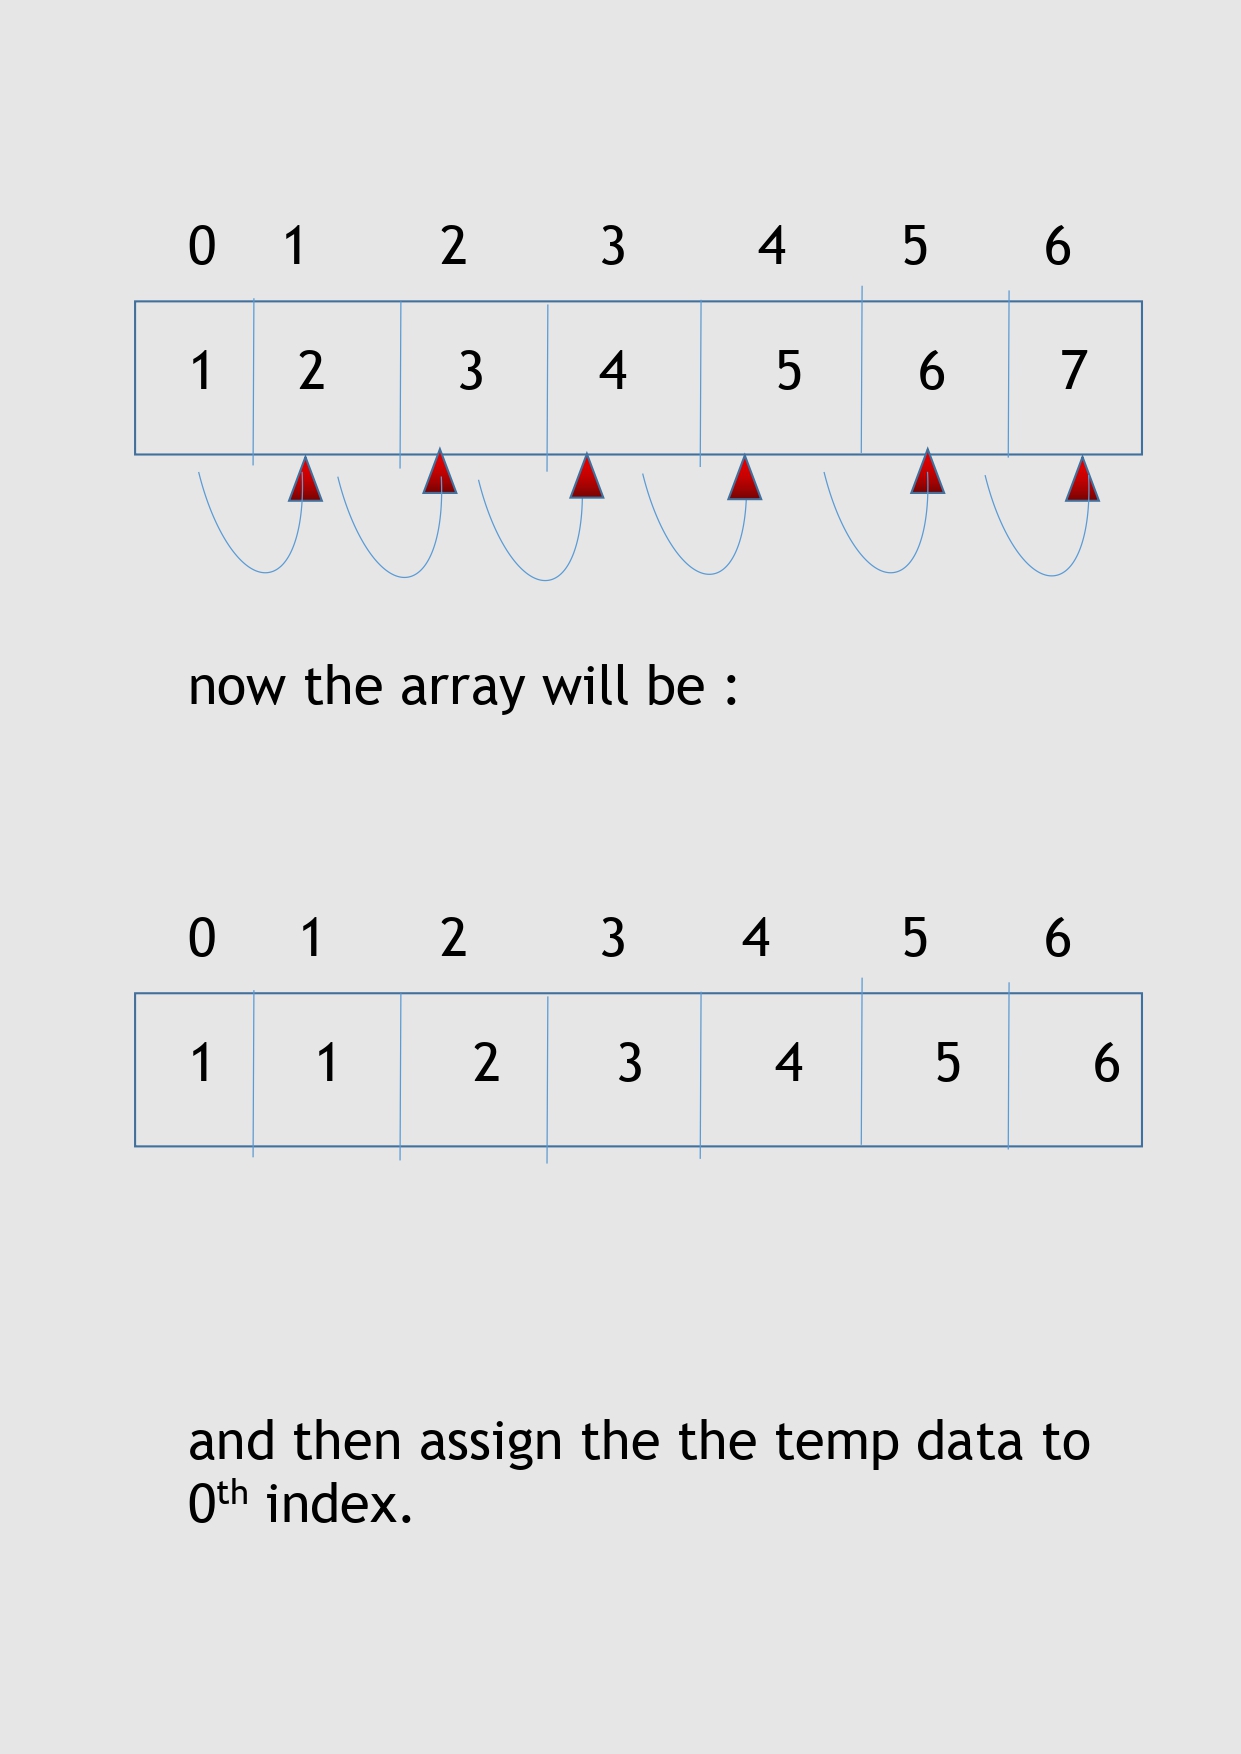 0 1 2 3 4 5 6
1 2 3 4 5 6 7
now the array will be :
0 1 2 3 4 5 6
1 1 2 3 4 5 6
and then assign the the temp data to
0th index.